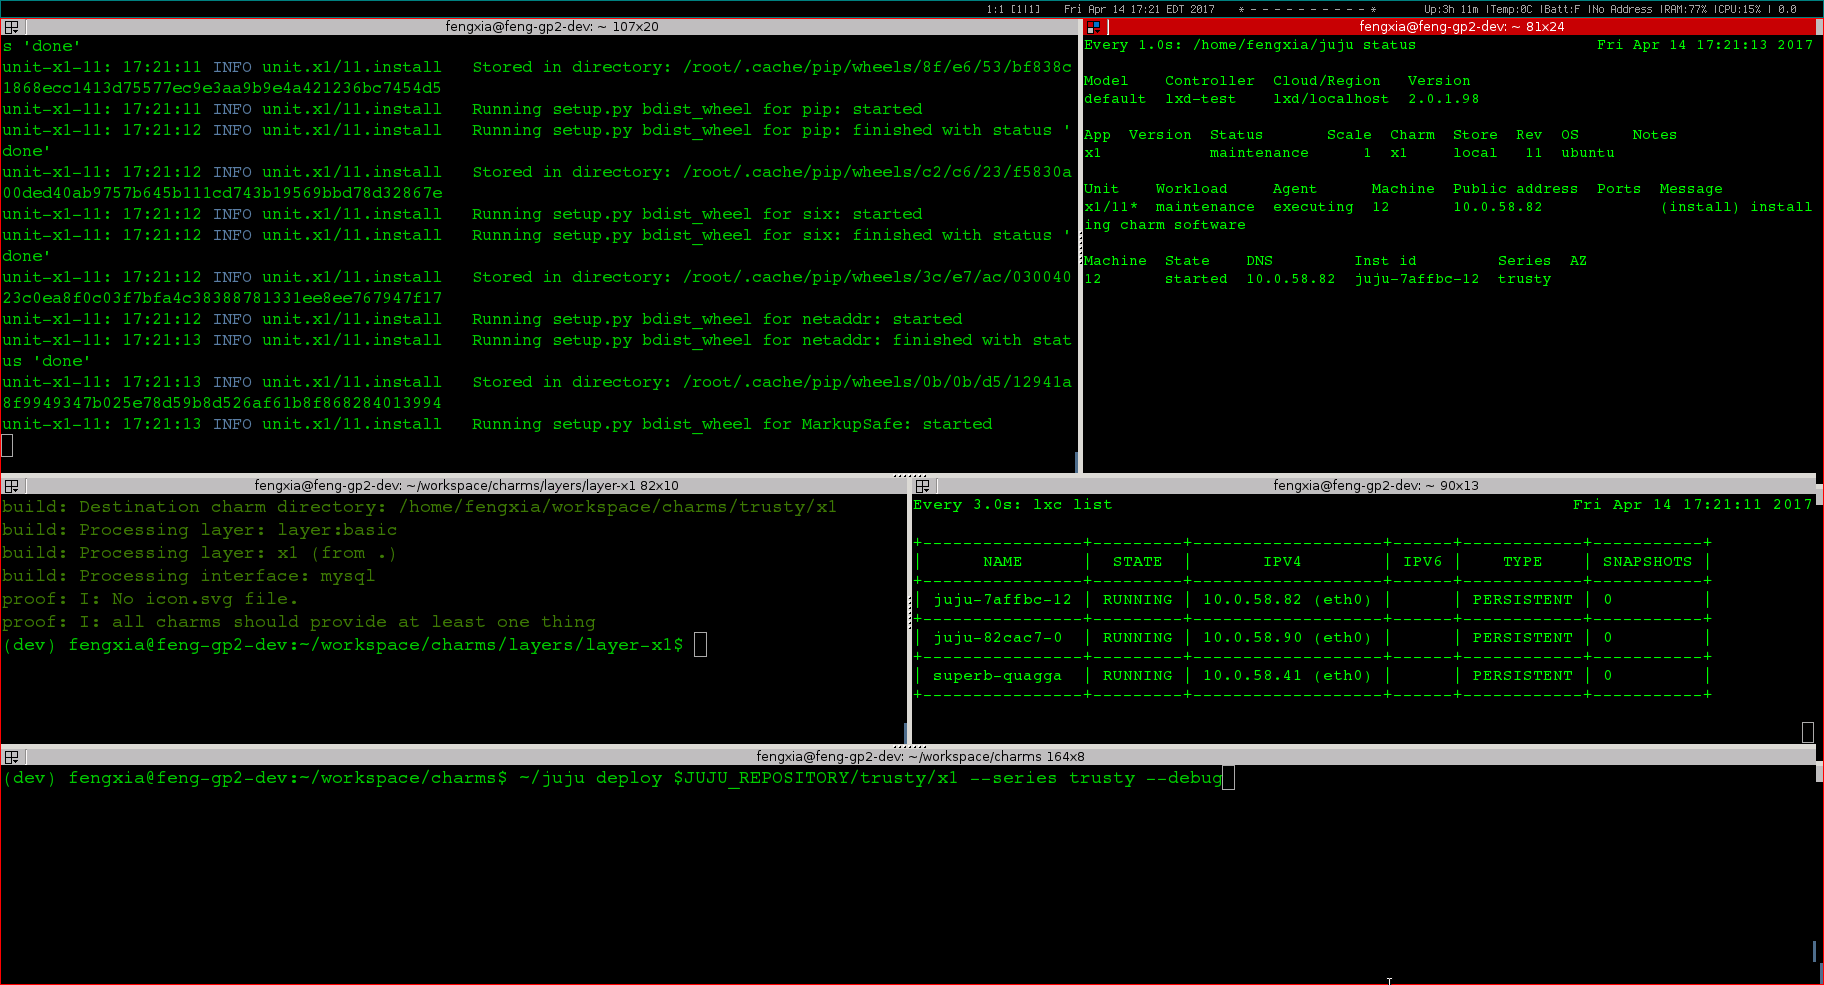 1:1 [1|1] Fri Apr 14 17:21 EDT 2017 * - - - - - - - - - - - * Up:3h 11m |Temp:0C |Batt:F |No Address |RAM:77% |CPU:15% | 0.0
fengxia@feng-gp2-dev: ~ 107x20
s 'done'
unit-x1-11: 17:21:11 INFO unit.x1/11.install   Stored in directory: /root/.cache/pip/wheels/8f/e6/53/bf838c
1868ecc1413d75577ec9e3aa9b9e4a421236bc7454d5
unit-x1-11: 17:21:11 INFO unit.x1/11.install   Running setup.py bdist_wheel for pip: started
unit-x1-11: 17:21:12 INFO unit.x1/11.install   Running setup.py bdist_wheel for pip: finished with status '
done'
unit-x1-11: 17:21:12 INFO unit.x1/11.install   Stored in directory: /root/.cache/pip/wheels/c2/c6/23/f5830a
00ded40ab9757b645b111cd743b19569bbd78d32867e
unit-x1-11: 17:21:12 INFO unit.x1/11.install   Running setup.py bdist_wheel for six: started
unit-x1-11: 17:21:12 INFO unit.x1/11.install   Running setup.py bdist_wheel for six: finished with status '
done'
unit-x1-11: 17:21:12 INFO unit.x1/11.install   Stored in directory: /root/.cache/pip/wheels/3c/e7/ac/030040
23c0ea8f0c03f7bfa4c38388781331ee8ee767947f17
unit-x1-11: 17:21:12 INFO unit.x1/11.install   Running setup.py bdist_wheel for netaddr: started
unit-x1-11: 17:21:13 INFO unit.x1/11.install   Running setup.py bdist_wheel for netaddr: finished with stat
us 'done'
unit-x1-11: 17:21:13 INFO unit.x1/11.install   Stored in directory: /root/.cache/pip/wheels/0b/0b/d5/12941a
8f9949347b025e78d59b8d526af61b8f868284013994
unit-x1-11: 17:21:13 INFO unit.x1/11.install   Running setup.py bdist_wheel for MarkupSafe: started
fengxia@feng-gp2-dev: ~ 81x24
Every 1.0s: /home/fengxia/juju status Fri Apr 14 17:21:13 2017
Model Controller Cloud/Region Version
default lxd-test lxd/localhost 2.0.1.98
App Version Status Scale Charm Store Rev OS Notes
x1 maintenance 1 x1 local 11 ubuntu
Unit Workload Agent Machine Public address Ports Message
x1/11* maintenance executing 12 10.0.58.82 (install) install
ing charm software
Machine State DNS Inst id Series AZ
12 started 10.0.58.82 juju-7affbc-12 trusty
fengxia@feng-gp2-dev: ~/workspace/charms/layers/layer-x1 82x10
build: Destination charm directory: /home/fengxia/workspace/charms/trusty/x1
build: Processing layer: layer:basic
build: Processing layer: x1 (from .)
build: Processing interface: mysql
proof: I: No icon.svg file.
proof: I: all charms should provide at least one thing
(dev) fengxia@feng-gp2-dev:~/workspace/charms/layers/layer-x1$
fengxia@feng-gp2-dev: ~ 90x13
Every 3.0s: lxc list Fri Apr 14 17:21:11 2017
+----------------+---------+-------------------+------+------------+-----------+
| NAME | STATE | IPV4 | IPV6 | TYPE | SNAPSHOTS |
+----------------+---------+-------------------+------+------------+-----------+
| juju-7affbc-12 | RUNNING | 10.0.58.82 (eth0) | | PERSISTENT | 0 |
+----------------+---------+-------------------+------+------------+-----------+
| juju-82cac7-0 | RUNNING | 10.0.58.90 (eth0) | | PERSISTENT | 0 |
+----------------+---------+-------------------+------+------------+-----------+
| superb-quagga | RUNNING | 10.0.58.41 (eth0) | | PERSISTENT | 0 |
+----------------+---------+-------------------+------+------------+-----------+
fengxia@feng-gp2-dev: ~/workspace/charms 164x8
(dev) fengxia@feng-gp2-dev:~/workspace/charms$ ~/juju deploy $JUJU_REPOSITORY/trusty/x1 --series trusty --debug